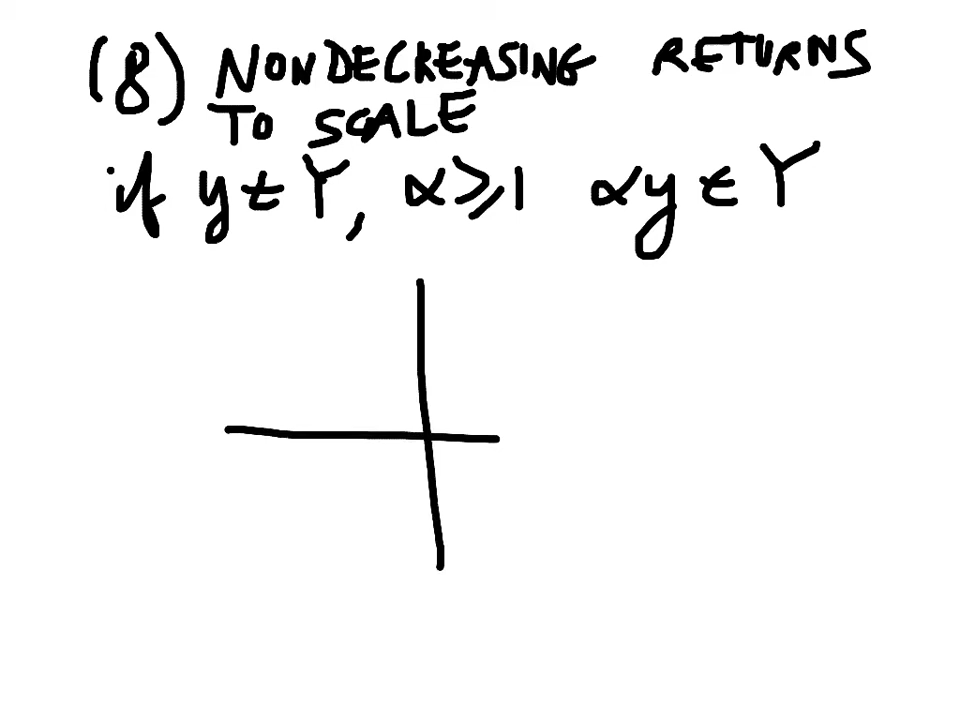 (8) NONDECREASING RETURNS
TO SCALE
if y ∈ Y, α ≥ 1 αy ∈ Y